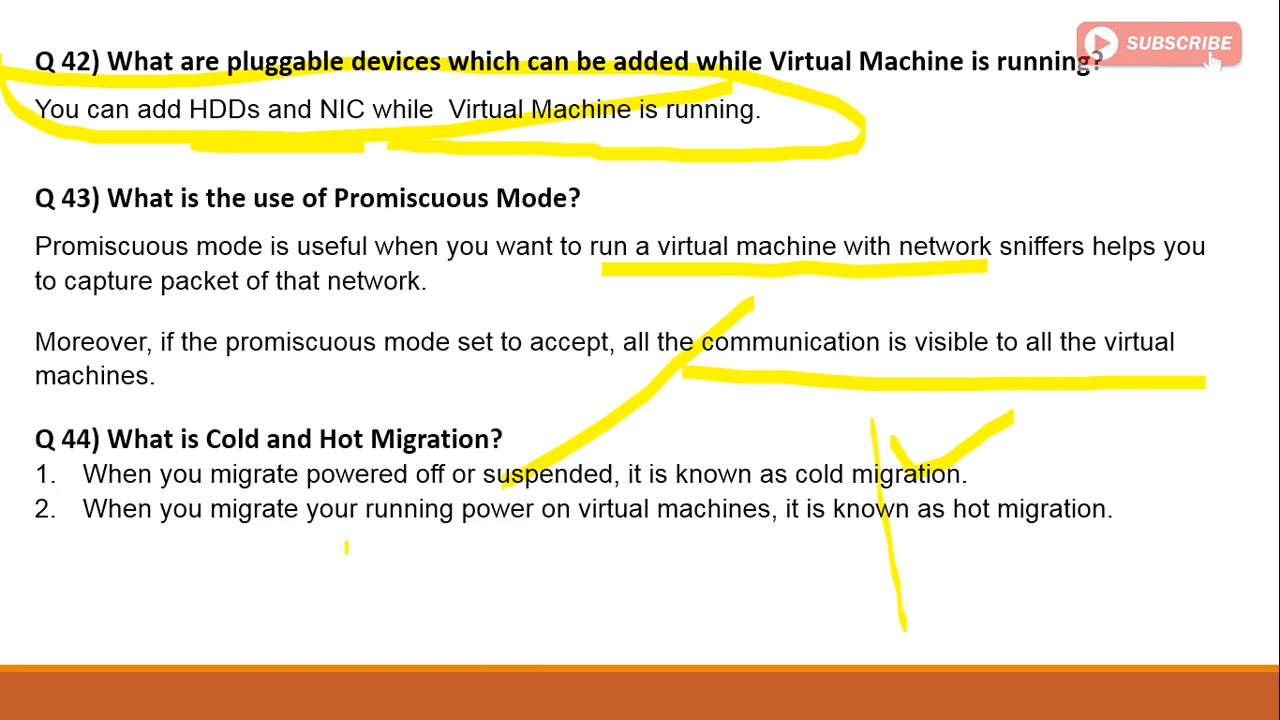 Q 42) What are pluggable devices which can be added while Virtual Machine is running?
SUBSCRIBE
You can add HDDs and NIC while Virtual Machine is running.
Q 43) What is the use of Promiscuous Mode?
Promiscuous mode is useful when you want to run a virtual machine with network sniffers helps you
to capture packet of that network.
Moreover, if the promiscuous mode set to accept, all the communication is visible to all the virtual
machines.
Q 44) What is Cold and Hot Migration?
1. When you migrate powered off or suspended, it is known as cold migration.
2. When you migrate your running power on virtual machines, it is known as hot migration.